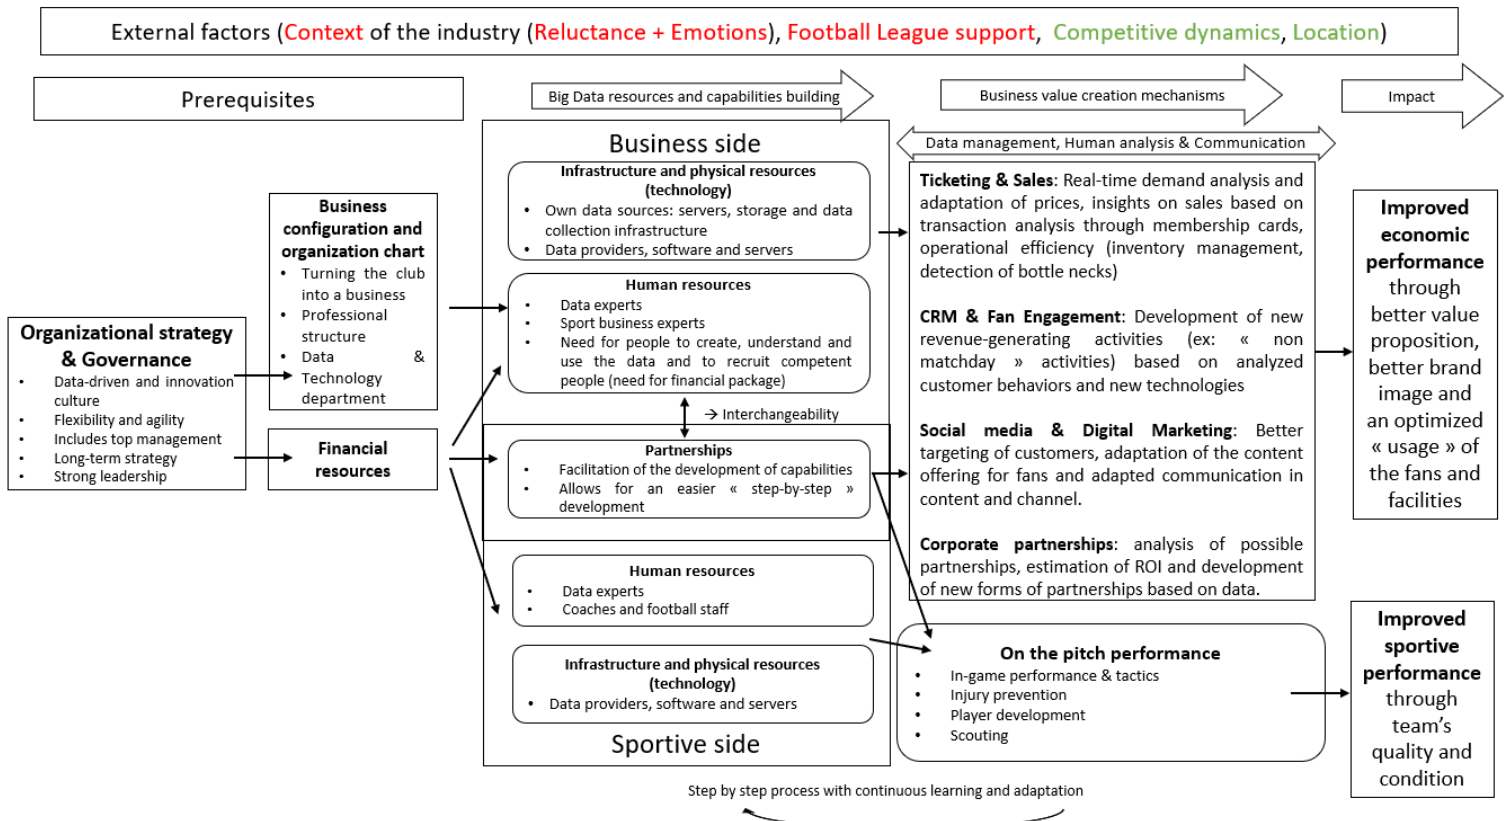 External factors (Context of the industry (Reluctance + Emotions), Football League support, Competitive dynamics, Location)
Prerequisites
Big Data resources and capabilities building
Business value creation mechanisms
Impact
Organizational strategy
& Governance
• Data-driven and innovation
culture
• Flexibility and agility
• Includes top management
• Long-term strategy
• Strong leadership
Business
configuration and
organization chart
• Turning the club
into a business
• Professional
structure
• Data &
Technology
department
Financial
resources
Business side
Infrastructure and physical resources
(technology)
• Own data sources: servers, storage and data
collection infrastructure
• Data providers, software and servers
Human resources
• Data experts
• Sport business experts
• Need for people to create, understand and
use the data and to recruit competent
people (need for financial package)
→ Interchangeability
Partnerships
• Facilitation of the development of capabilities
• Allows for an easier « step-by-step »
development
Human resources
• Data experts
• Coaches and football staff
Infrastructure and physical resources
(technology)
• Data providers, software and servers
Sportive side
Data management, Human analysis & Communication
Ticketing & Sales: Real-time demand analysis and
adaptation of prices, insights on sales based on
transaction analysis through membership cards,
operational efficiency (inventory management,
detection of bottle necks)
CRM & Fan Engagement: Development of new
revenue-generating activities (ex: « non
matchday » activities) based on analyzed
customer behaviors and new technologies
Social media & Digital Marketing: Better
targeting of customers, adaptation of the content
offering for fans and adapted communication in
content and channel.
Corporate partnerships: analysis of possible
partnerships, estimation of ROI and development
of new forms of partnerships based on data.
On the pitch performance
• In-game performance & tactics
• Injury prevention
• Player development
• Scouting
Improved
economic
performance
through
better value
proposition,
better brand
image and
an optimized
« usage » of
the fans and
facilities
Improved
sportive
performance
through
team's
quality and
condition
Step by step process with continuous learning and adaptation